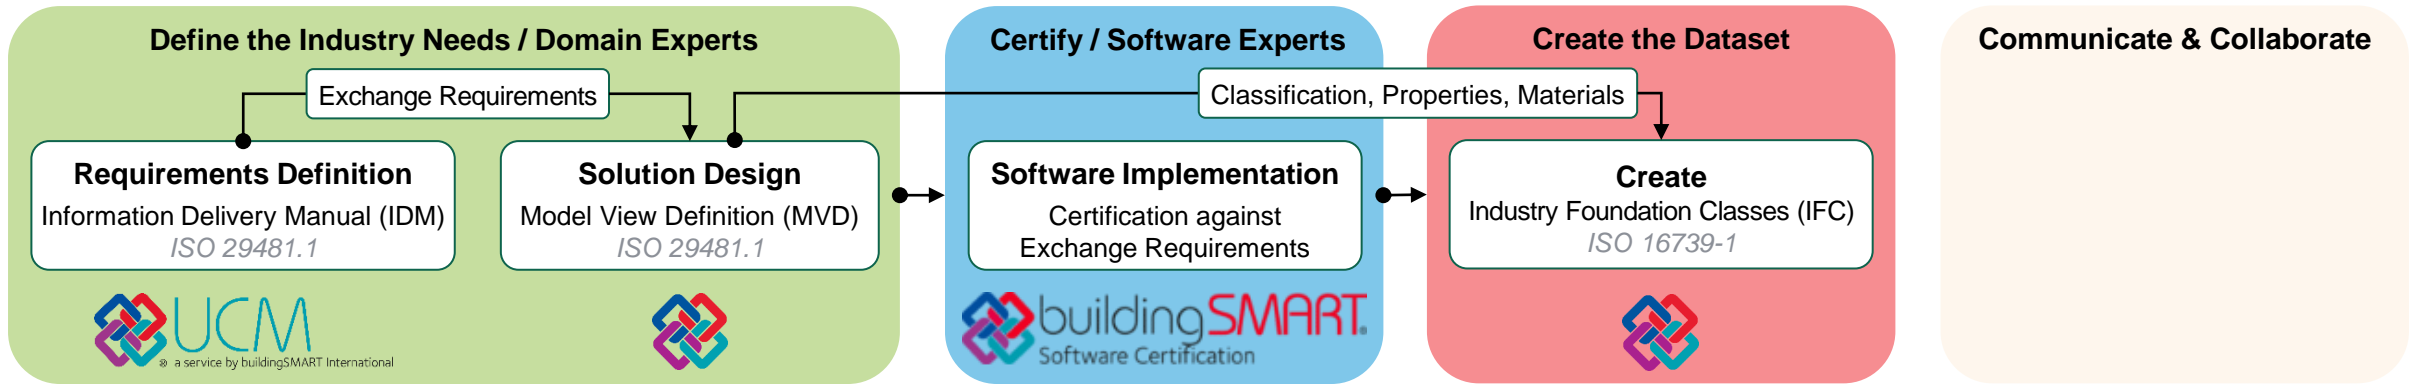 Define the Industry Needs / Domain Experts
Exchange Requirements
Requirements Definition
Information Delivery Manual (IDM)
ISO 29481.1
Solution Design
Model View Definition (MVD)
ISO 29481.1
UCM
® a service by buildingSMART International
Certify / Software Experts
Classification, Properties, Materials
Software Implementation
Certification against
Exchange Requirements
buildingSMART®
Software Certification
Create the Dataset
Create
Industry Foundation Classes (IFC)
ISO 16739-1
Communicate & Collaborate